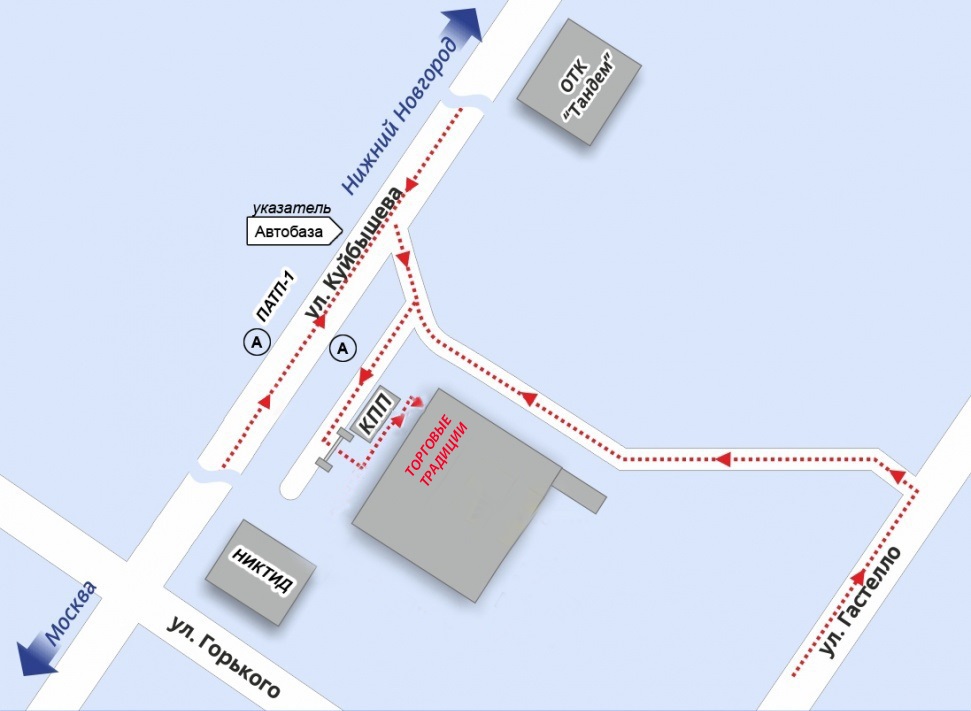 Нижний Новгород
ОТК
"Тандем"
указатель
Автобаза
ул. Куйбышева
ПАТП-1
А
А
КПП
ТОРГОВЫЕ
ТРАДИЦИИ
НИКТИД
ул. Гастелло
Москва
ул. Горького